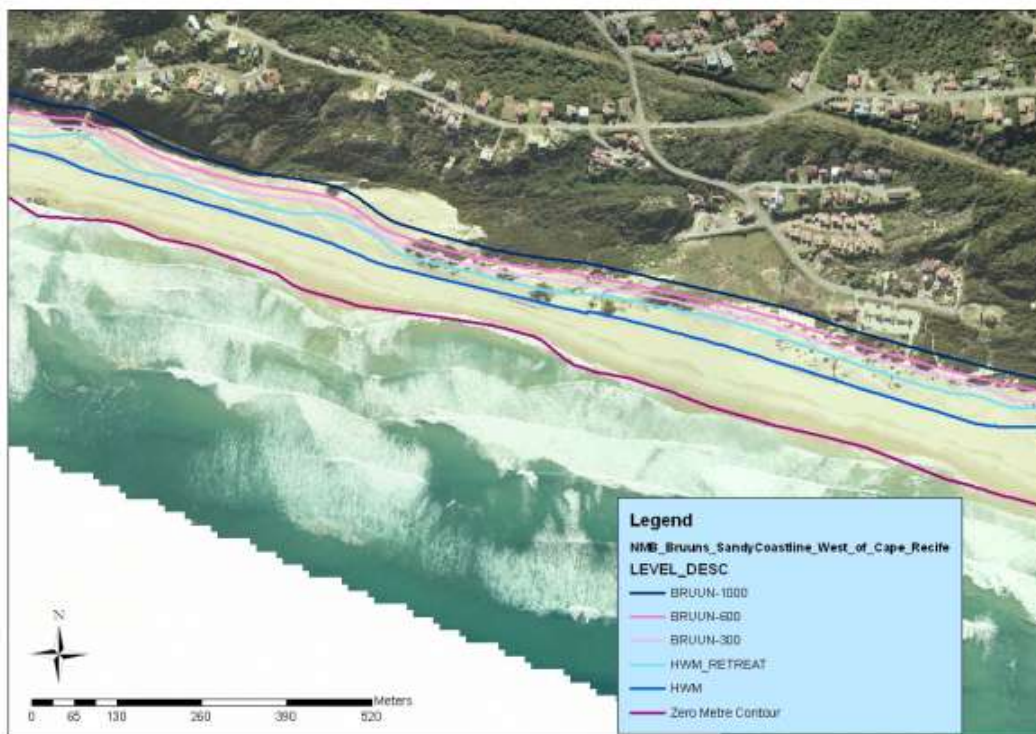 Legend
NMB_Bruuns_SandyCoastline_West_of_Cape_Recife
LEVEL_DESC
BRUUN-1000
BRUUN-600
BRUUN-300
HWM_RETREAT
HWM
Zero Metre Contour
N
Meters
0 65 130 260 390 520